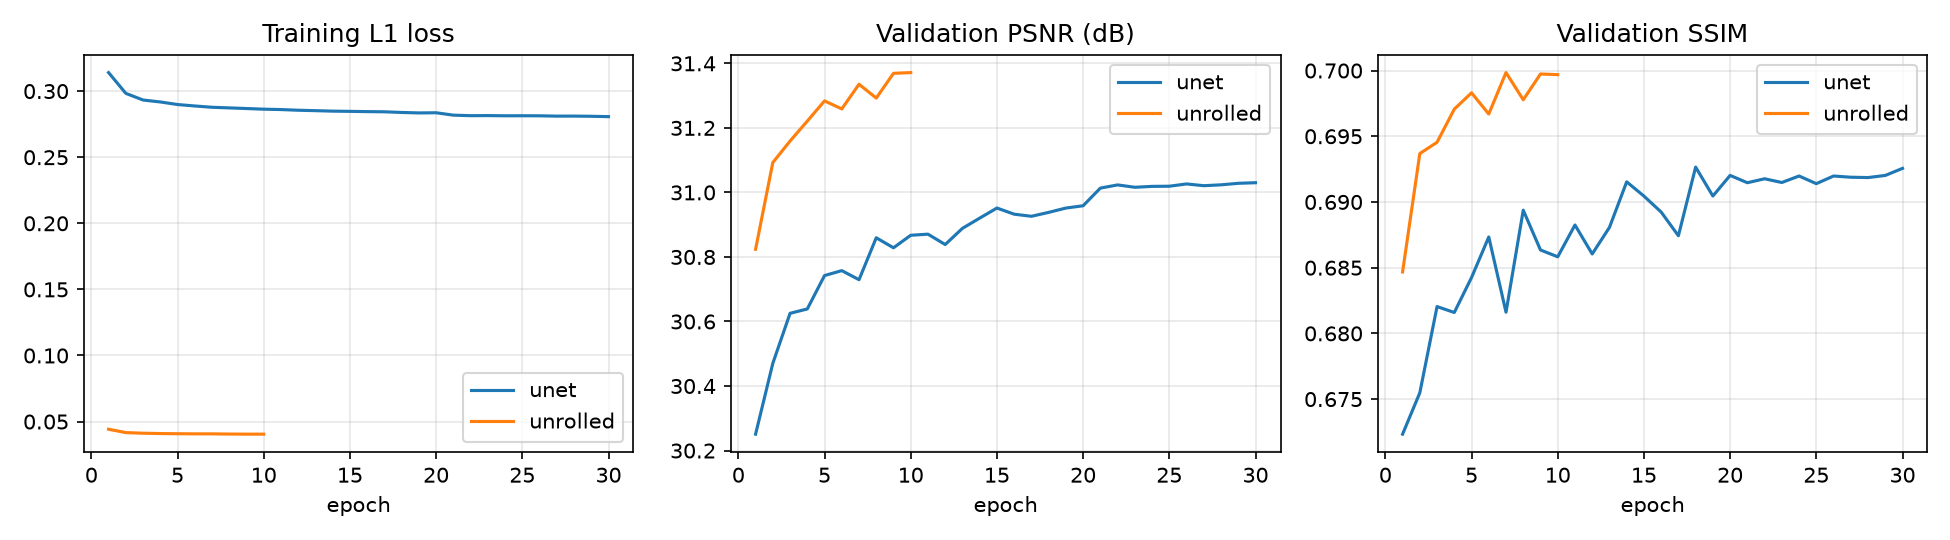 Training L1 loss
0.30
0.25
0.20
0.15
0.10
0.05
0 5 10 15 20 25 30
epoch
unet
unrolled
Validation PSNR (dB)
31.4
31.2
31.0
30.8
30.6
30.4
30.2
0 5 10 15 20 25 30
epoch
unet
unrolled
Validation SSIM
0.700
0.695
0.690
0.685
0.680
0.675
0 5 10 15 20 25 30
epoch
unet
unrolled